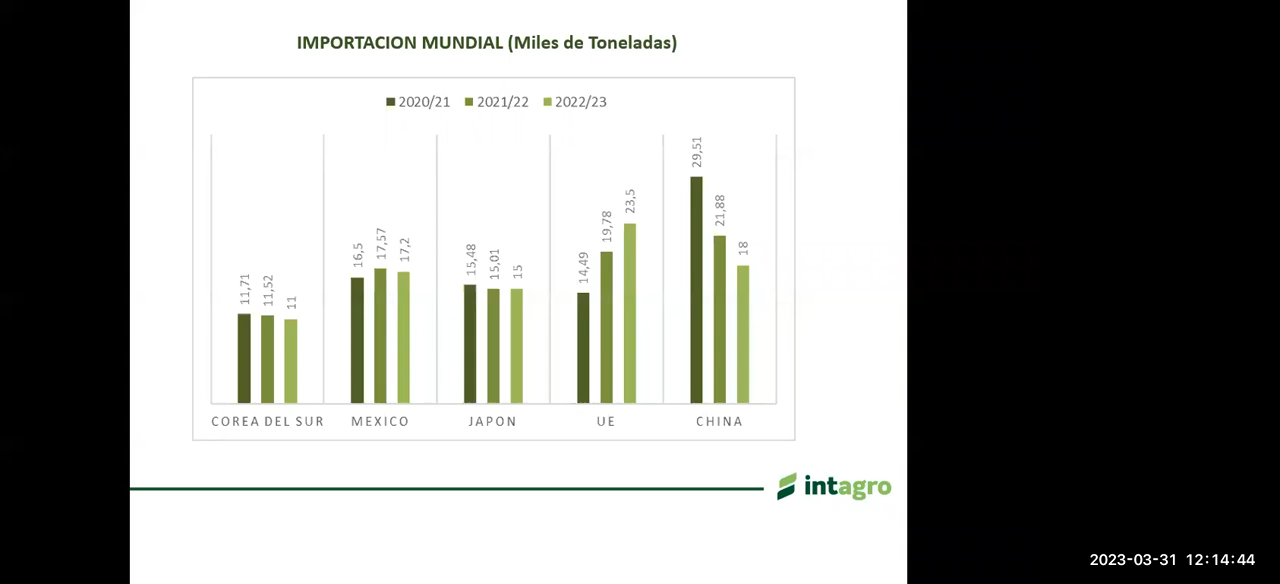 IMPORTACION MUNDIAL (Miles de Toneladas)
2020/21 2021/22 2022/23
11,71 11,52 11
16,5 17,57 17,2
15,48 15,01 15
14,49 19,78 23,5
29,51 21,88 18
COREA DEL SUR MEXICO JAPON UE CHINA
intagro
2023-03-31 12:14:44